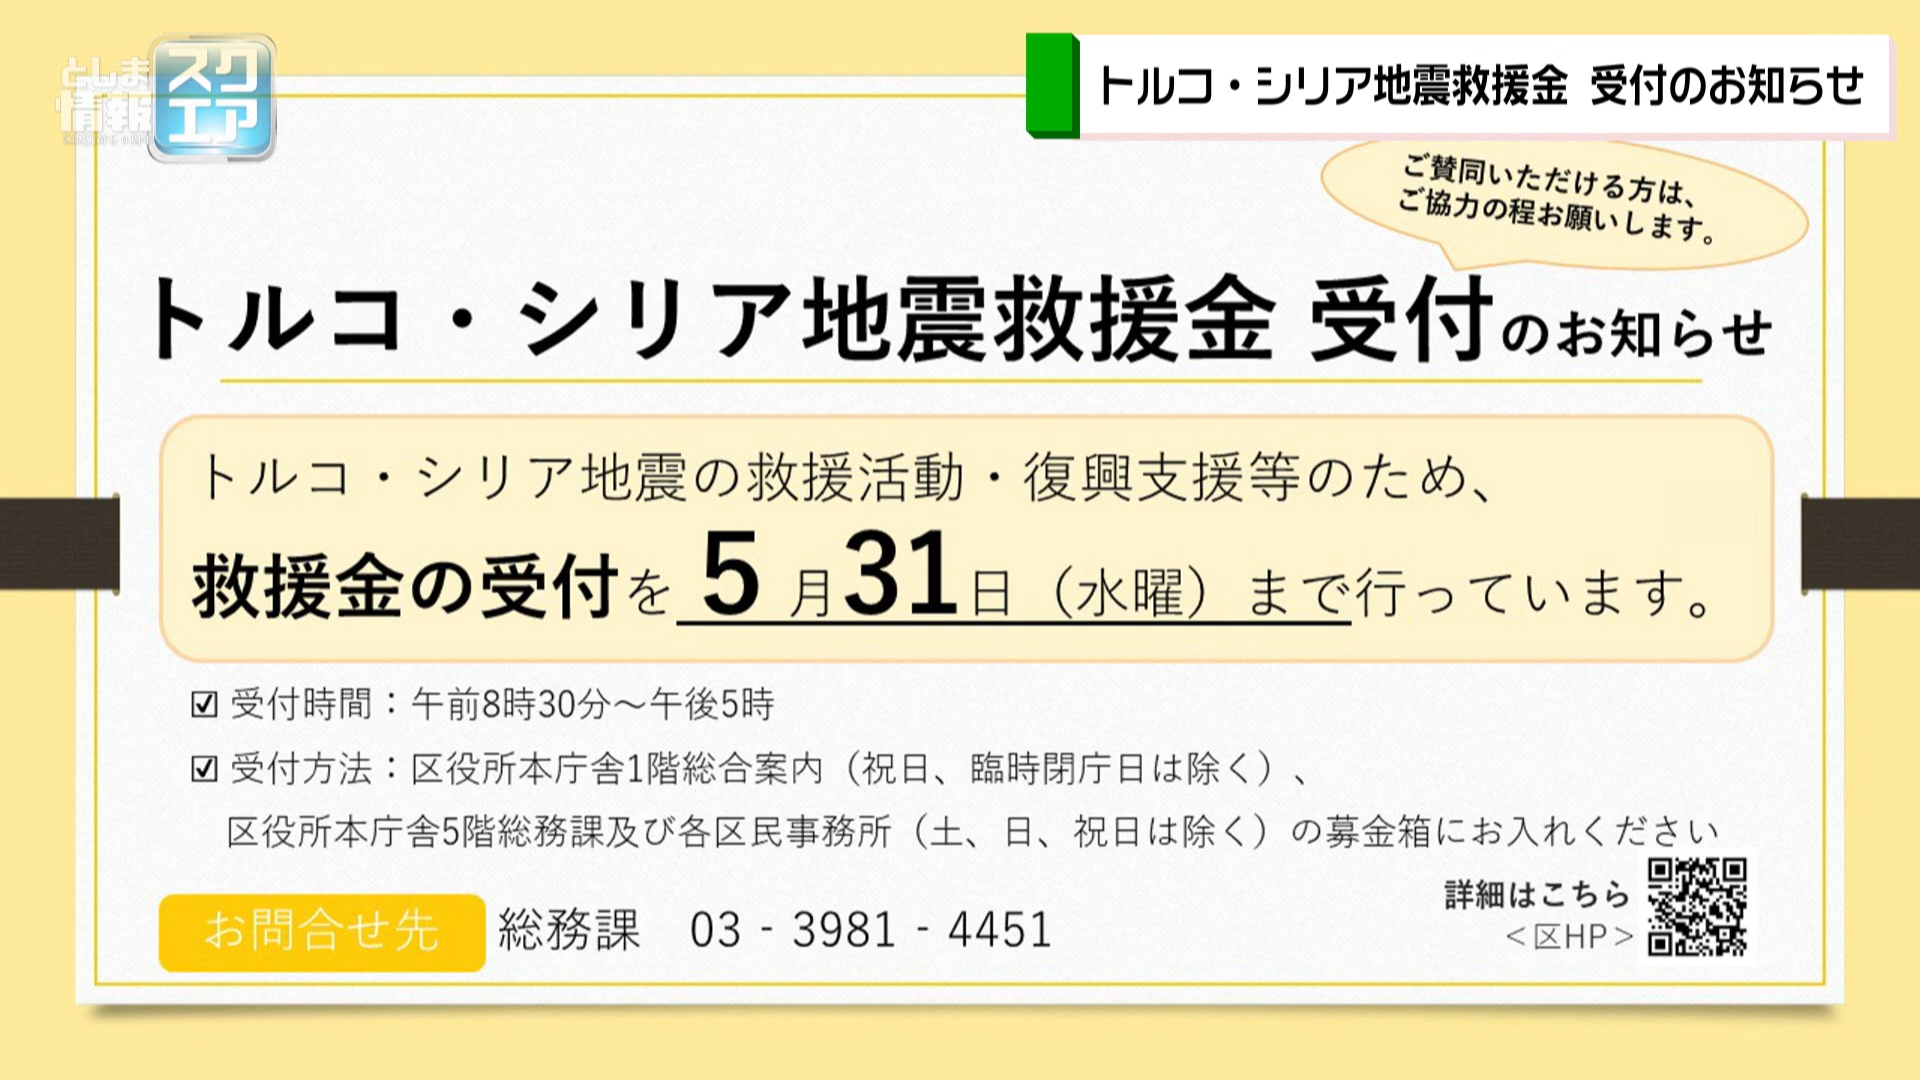 としま
情報
スク
エア
トルコ・シリア地震救援金 受付のお知らせ
ご賛同いただける方は、
ご協力の程お願いします。
トルコ・シリア地震救援金 受付のお知らせ
トルコ・シリア地震の救援活動・復興支援等のため、
救援金の受付を 5月31日（水曜）まで行っています。
☑ 受付時間：午前8時30分～午後5時
☑ 受付方法：区役所本庁舎1階総合案内（祝日、臨時閉庁日は除く）、
区役所本庁舎5階総務課及び各区民事務所（土、日、祝日は除く）の募金箱にお入れください
詳細はこちら
＜区HP＞
お問合せ先 総務課 03 - 3981 - 4451